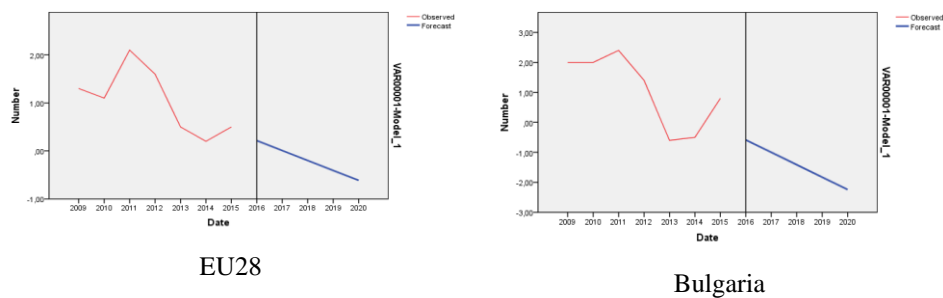 Observed
Forecast
2,00
1,00
,00
-1,00
Number
2009 2010 2011 2012 2013 2014 2015 2016 2017 2018 2019 2020
Date
VAR00001-Model_1
EU28
Observed
Forecast
3,00
2,00
1,00
,00
-1,00
-2,00
-3,00
Number
2009 2010 2011 2012 2013 2014 2015 2016 2017 2018 2019 2020
Date
VAR00001-Model_1
Bulgaria